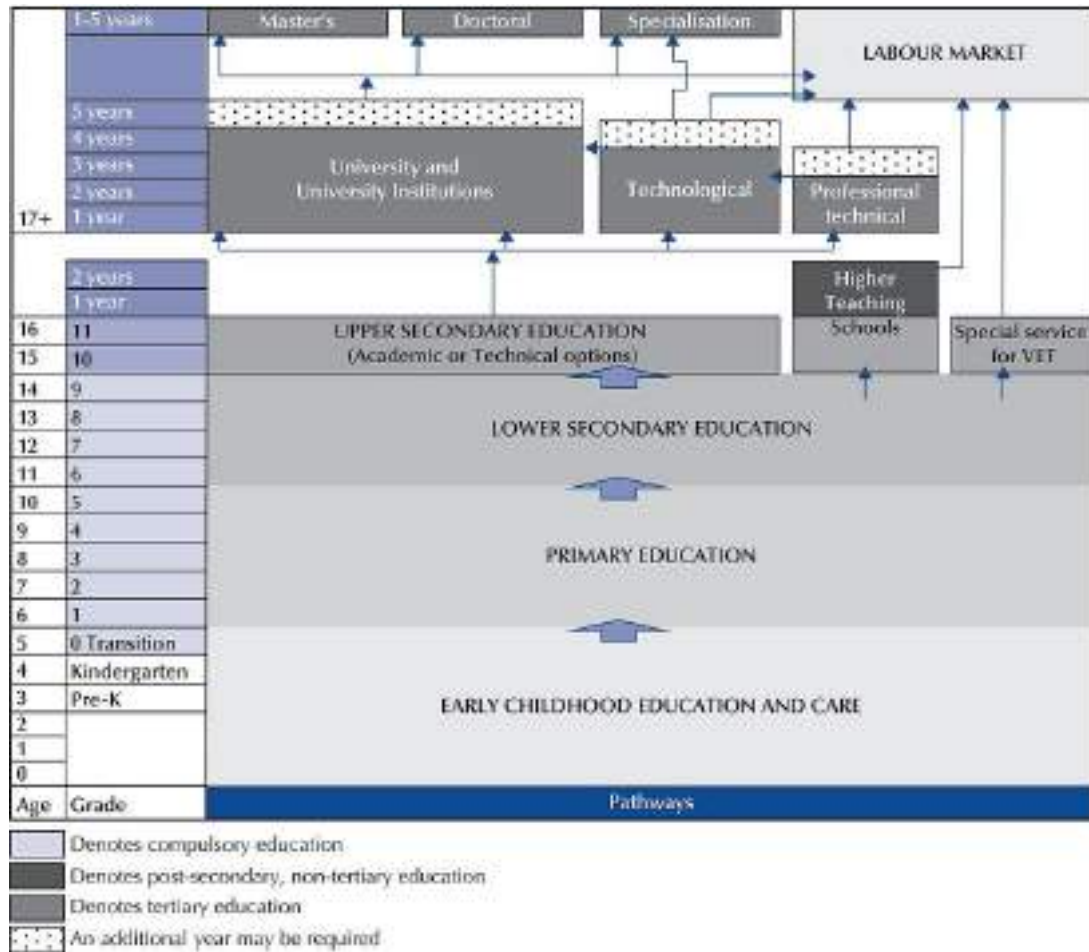 1-5 years Master's Doctoral Specialisation
LABOUR MARKET
5 years
4 years
3 years
2 years
17+ 1 year
University and
University Institutions
Technological
Professional
technical
2 years
1 year
Higher
Teaching
Schools
16 11
15 10
UPPER SECONDARY EDUCATION
(Academic or Technical options)
Special service
for VET
14 9
13 8
12 7
11 6
LOWER SECONDARY EDUCATION
10 5
9 4
8 3
7 2
6 1
PRIMARY EDUCATION
5 0 Transition
4 Kindergarten
3 Pre-K
2
1
0
EARLY CHILDHOOD EDUCATION AND CARE
Age Grade Pathways
Denotes compulsory education
Denotes post-secondary, non-tertiary education
Denotes tertiary education
An additional year may be required